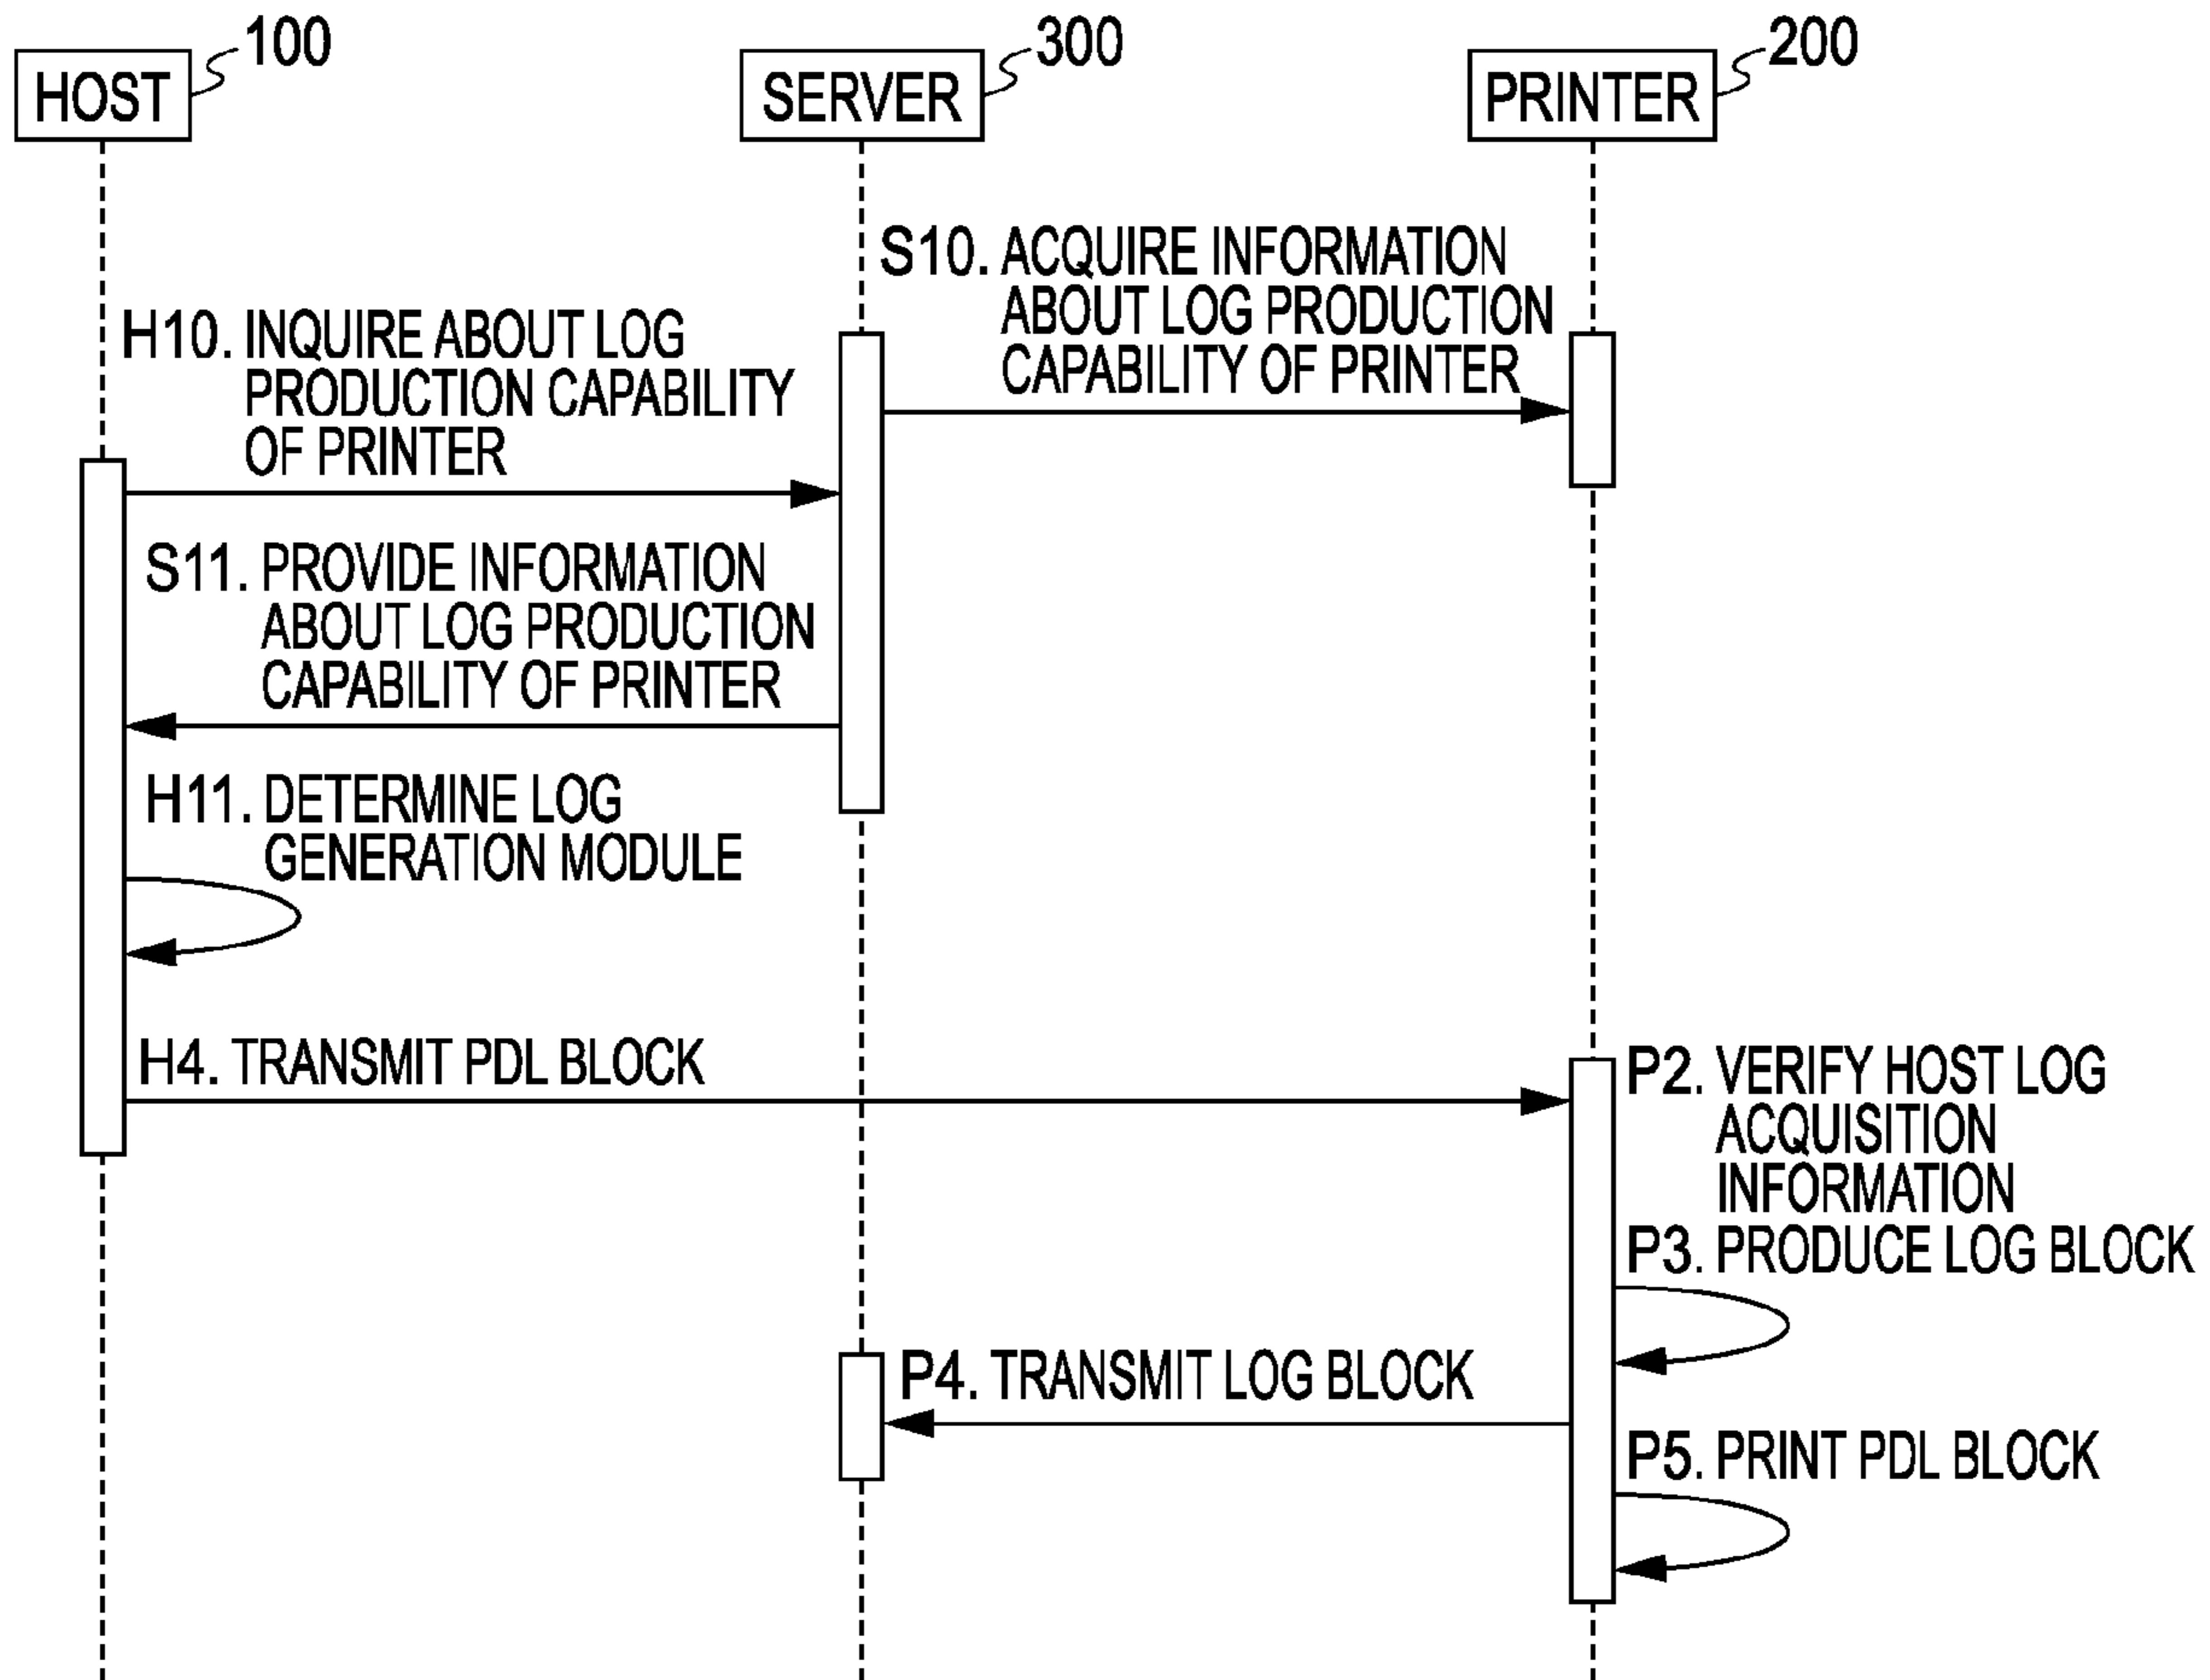 HOST
100
SERVER
300
PRINTER
200
S10. ACQUIRE INFORMATION
ABOUT LOG PRODUCTION
CAPABILITY OF PRINTER
H10. INQUIRE ABOUT LOG
PRODUCTION CAPABILITY
OF PRINTER
S11. PROVIDE INFORMATION
ABOUT LOG PRODUCTION
CAPABILITY OF PRINTER
H11. DETERMINE LOG
GENERATION MODULE
H4. TRANSMIT PDL BLOCK
P2. VERIFY HOST LOG
ACQUISITION
INFORMATION
P3. PRODUCE LOG BLOCK
P4. TRANSMIT LOG BLOCK
P5. PRINT PDL BLOCK